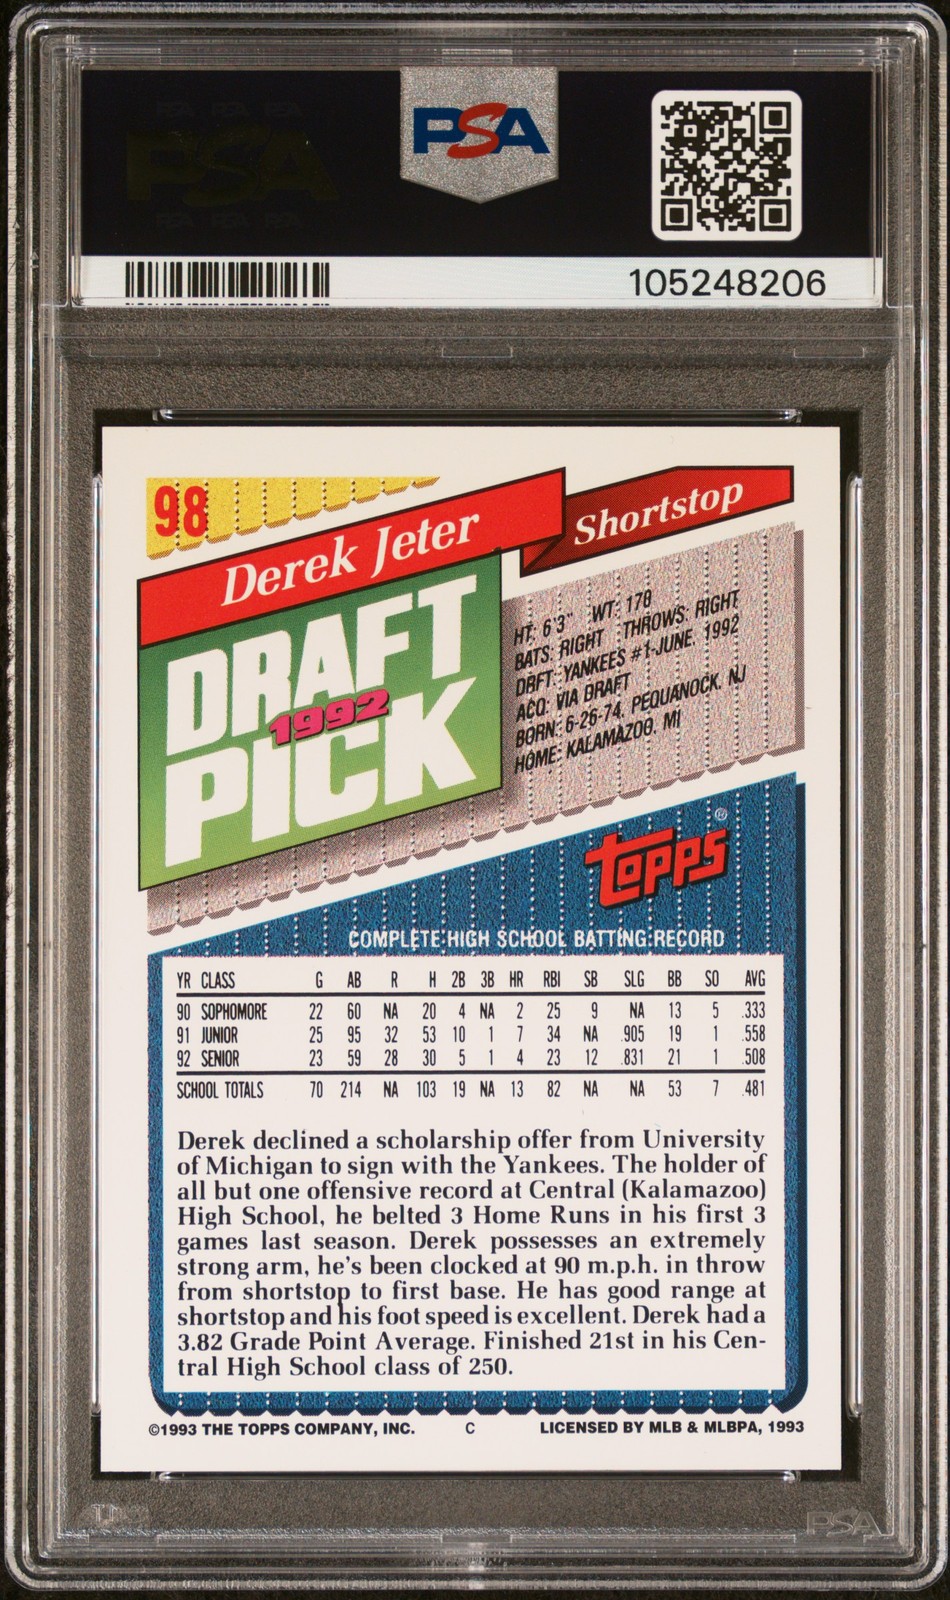 PSA PSA PSA
PSA
PSA PSA PSA
PSA
105248206
98
Derek Jeter
Shortstop
DRAFT
1992
PICK
HT: 6'3" WT: 178
BATS: RIGHT THROWS: RIGHT
DRFT: YANKEES #1-JUNE, 1992
ACQ: VIA DRAFT
BORN: 6-26-74, PEQUANOCK, NJ
HOME: KALAMAZOO, MI
TOPPS®
COMPLETE HIGH SCHOOL BATTING RECORD
YR CLASS G AB R H 2B 3B HR RBI SB SLG BB SO AVG
90 SOPHOMORE 22 60 NA 20 4 NA 2 25 9 NA 13 5 .333
91 JUNIOR 25 95 32 53 10 1 7 34 NA .905 19 1 .558
92 SENIOR 23 59 28 30 5 1 4 23 12 .831 21 1 .508
SCHOOL TOTALS 70 214 NA 103 19 NA 13 82 NA NA 53 7 .481
Derek declined a scholarship offer from University
of Michigan to sign with the Yankees. The holder of
all but one offensive record at Central (Kalamazoo)
High School, he belted 3 Home Runs in his first 3
games last season. Derek possesses an extremely
strong arm, he's been clocked at 90 m.p.h. in throw
from shortstop to first base. He has good range at
shortstop and his foot speed is excellent. Derek had a
3.82 Grade Point Average. Finished 21st in his Cen-
tral High School class of 250.
©1993 THE TOPPS COMPANY, INC. C LICENSED BY MLB & MLBPA, 1993
PSA